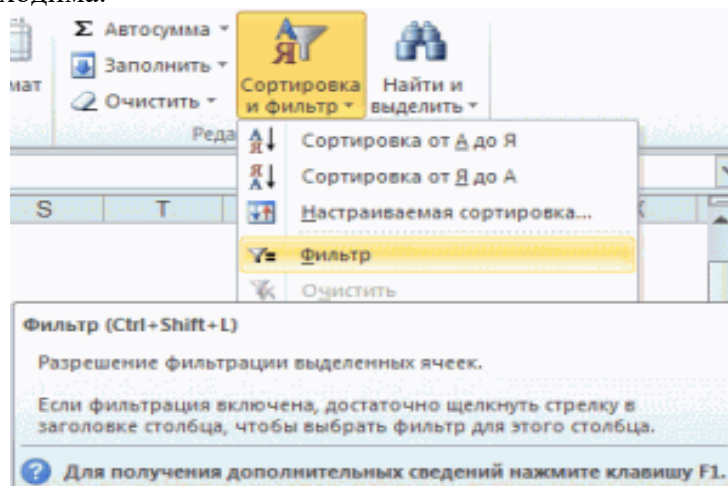 ходима.
Σ Автосумма
Заполнить
Очистить
мат
Сортировка
и фильтр
Найти и
выделить
Реда
Сортировка от А до Я
Сортировка от Я до А
Настраиваемая сортировка...
S T
Фильтр
Очистить
Фильтр (Ctrl+Shift+L)
Разрешение фильтрации выделенных ячеек.
Если фильтрация включена, достаточно щелкнуть стрелку в
заголовке столбца, чтобы выбрать фильтр для этого столбца.
Для получения дополнительных сведений нажмите клавишу F1.